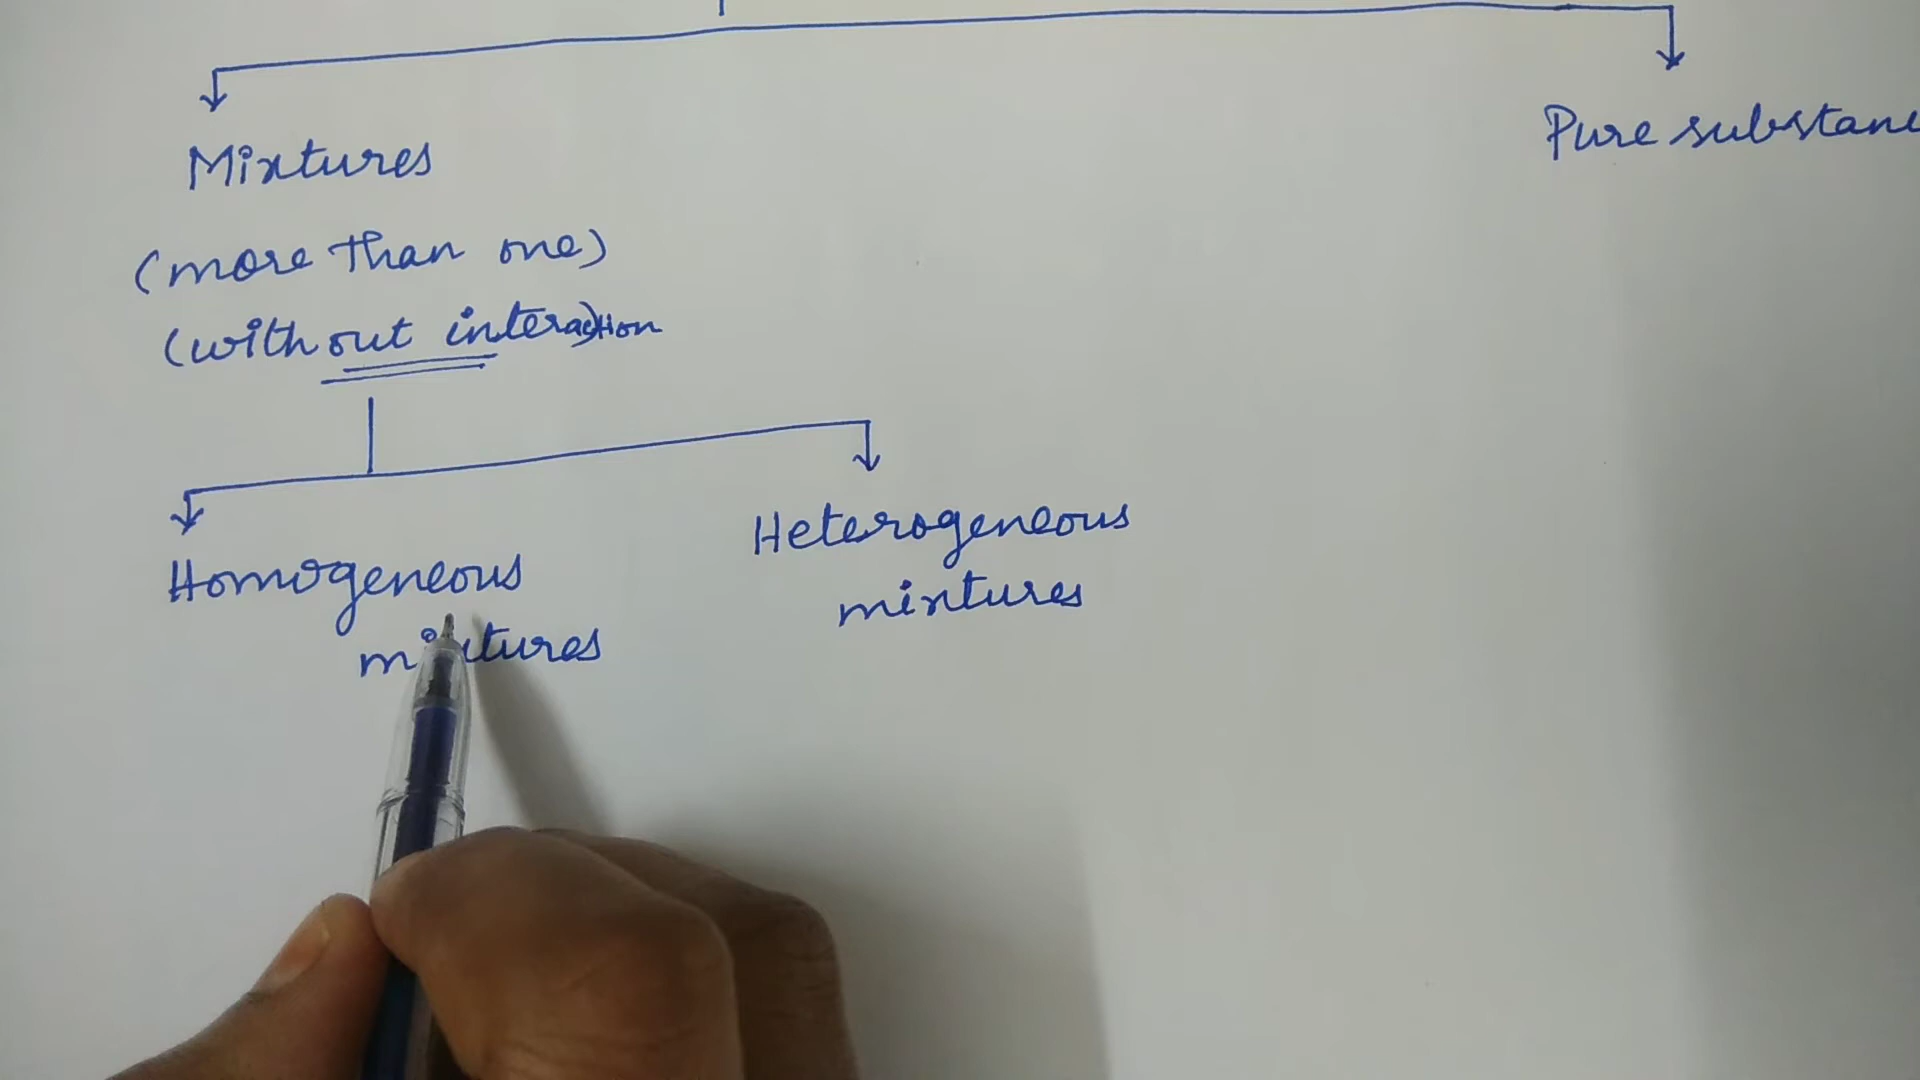 Mixtures
Pure substanc
(more than one)
(without interaction)
Homogeneous
mixtures
Heterogeneous
mixtures